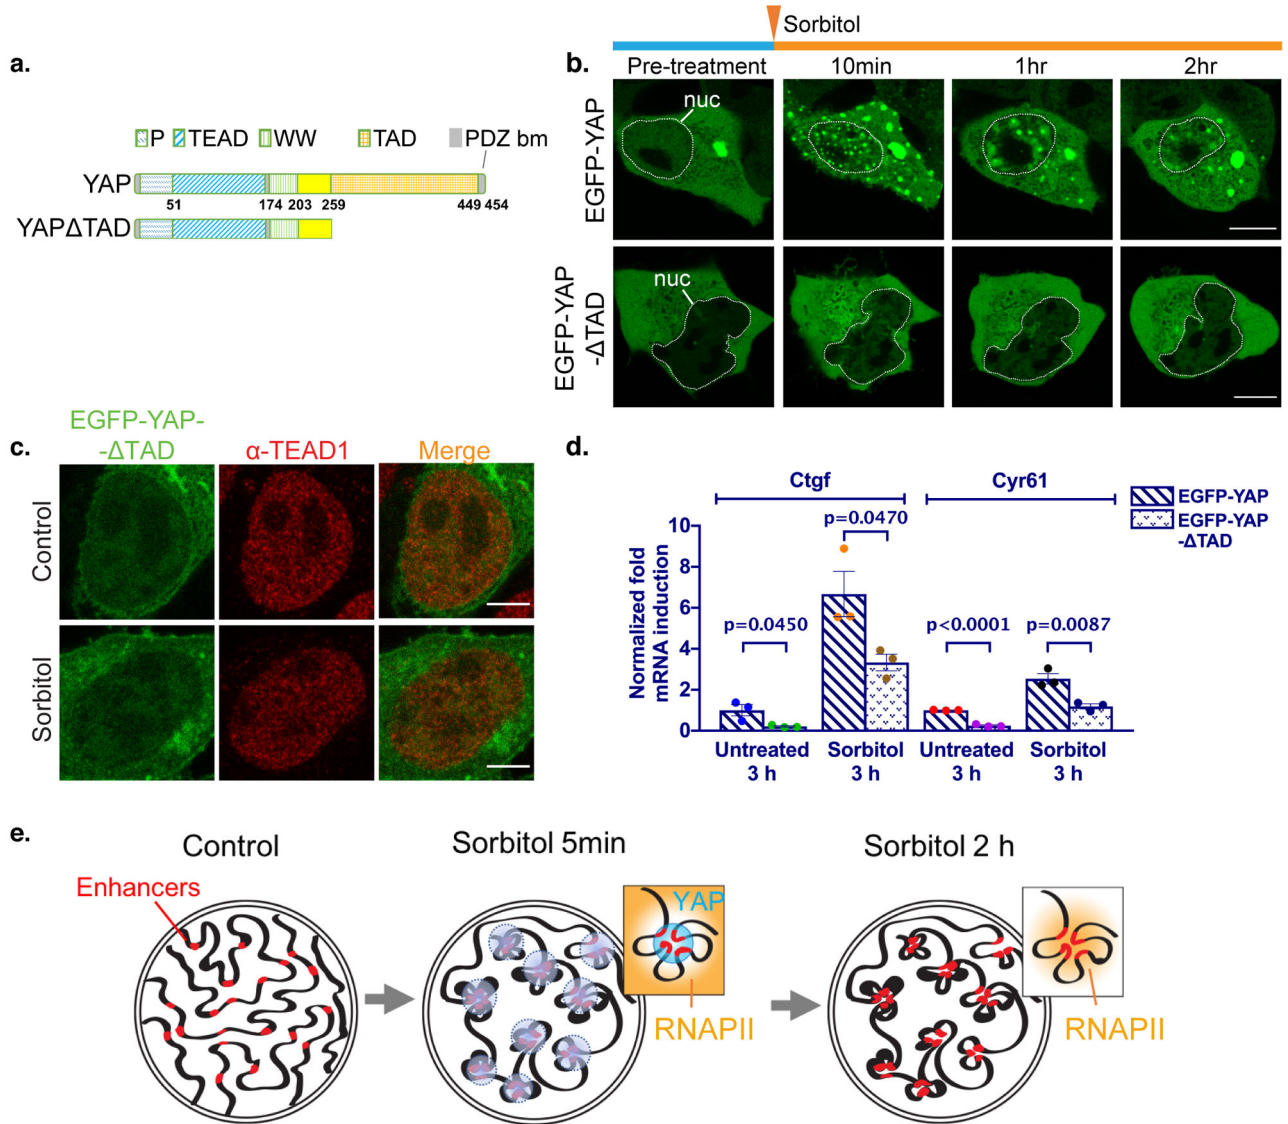 a.
P TEAD WW TAD PDZ bm
YAP
51 174 203 259 449 454
YAPΔTAD
Sorbitol
b.
Pre-treatment 10min 1hr 2hr
EGFP-YAP
nuc
EGFP-YAP
-ΔTAD
nuc
c.
EGFP-YAP-
-ΔTAD
α-TEAD1
Merge
Control
Sorbitol
d.
Ctgf
Cyr61
EGFP-YAP
EGFP-YAP
-ΔTAD
Normalized fold
mRNA induction
10
8
6
4
2
0
p=0.0450
p=0.0470
p<0.0001
p=0.0087
Untreated
3 h
Sorbitol
3 h
Untreated
3 h
Sorbitol
3 h
e.
Control
Sorbitol 5min
Sorbitol 2 h
Enhancers
YAP
RNAPII
RNAPII